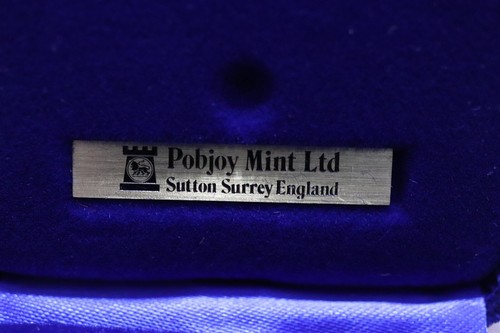 Pobjoy Mint Ltd
Sutton Surrey England